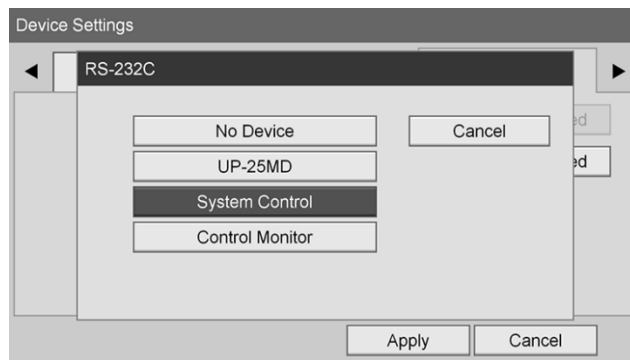 Device Settings
RS-232C
No Device
Cancel
UP-25MD
System Control
Control Monitor
Apply
Cancel